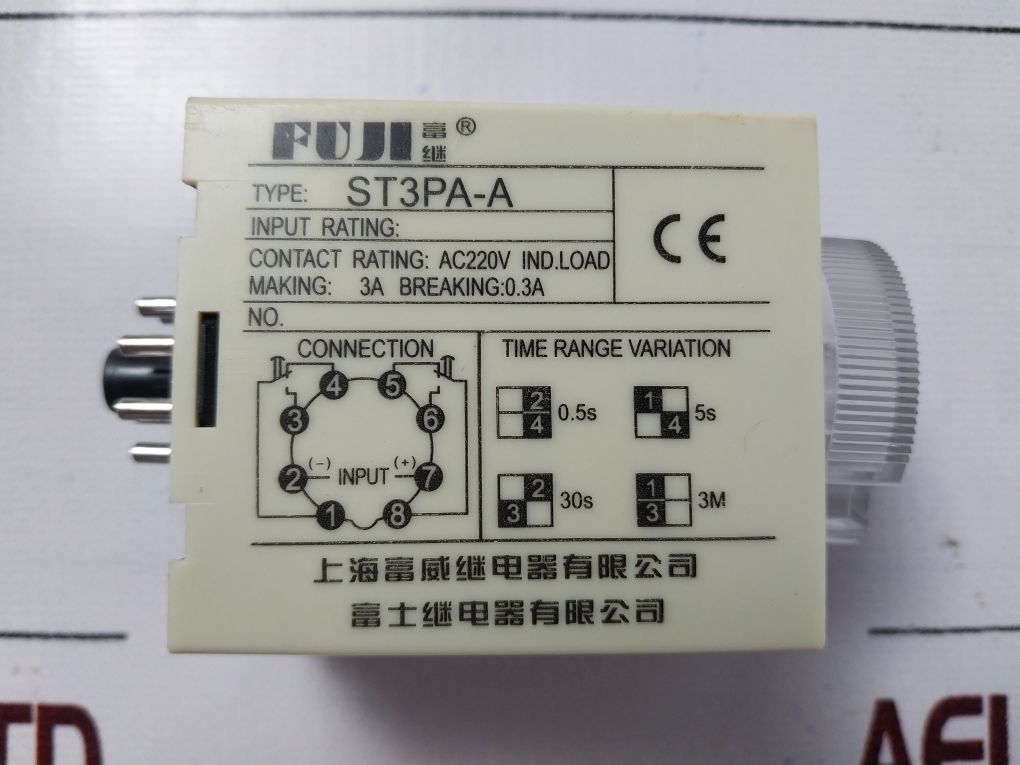 FUJI 富继 ®
TYPE: ST3PA-A
INPUT RATING:
CONTACT RATING: AC220V IND.LOAD
MAKING: 3A BREAKING:0.3A
CE
NO.
CONNECTION
4 5
3 6
2 (-) INPUT (+) 7
1 8
TIME RANGE VARIATION
2 4 0.5s
1 4 5s
2 3 30s
1 3 3M
上海富威继电器有限公司
富士继电器有限公司
LTD
AEL